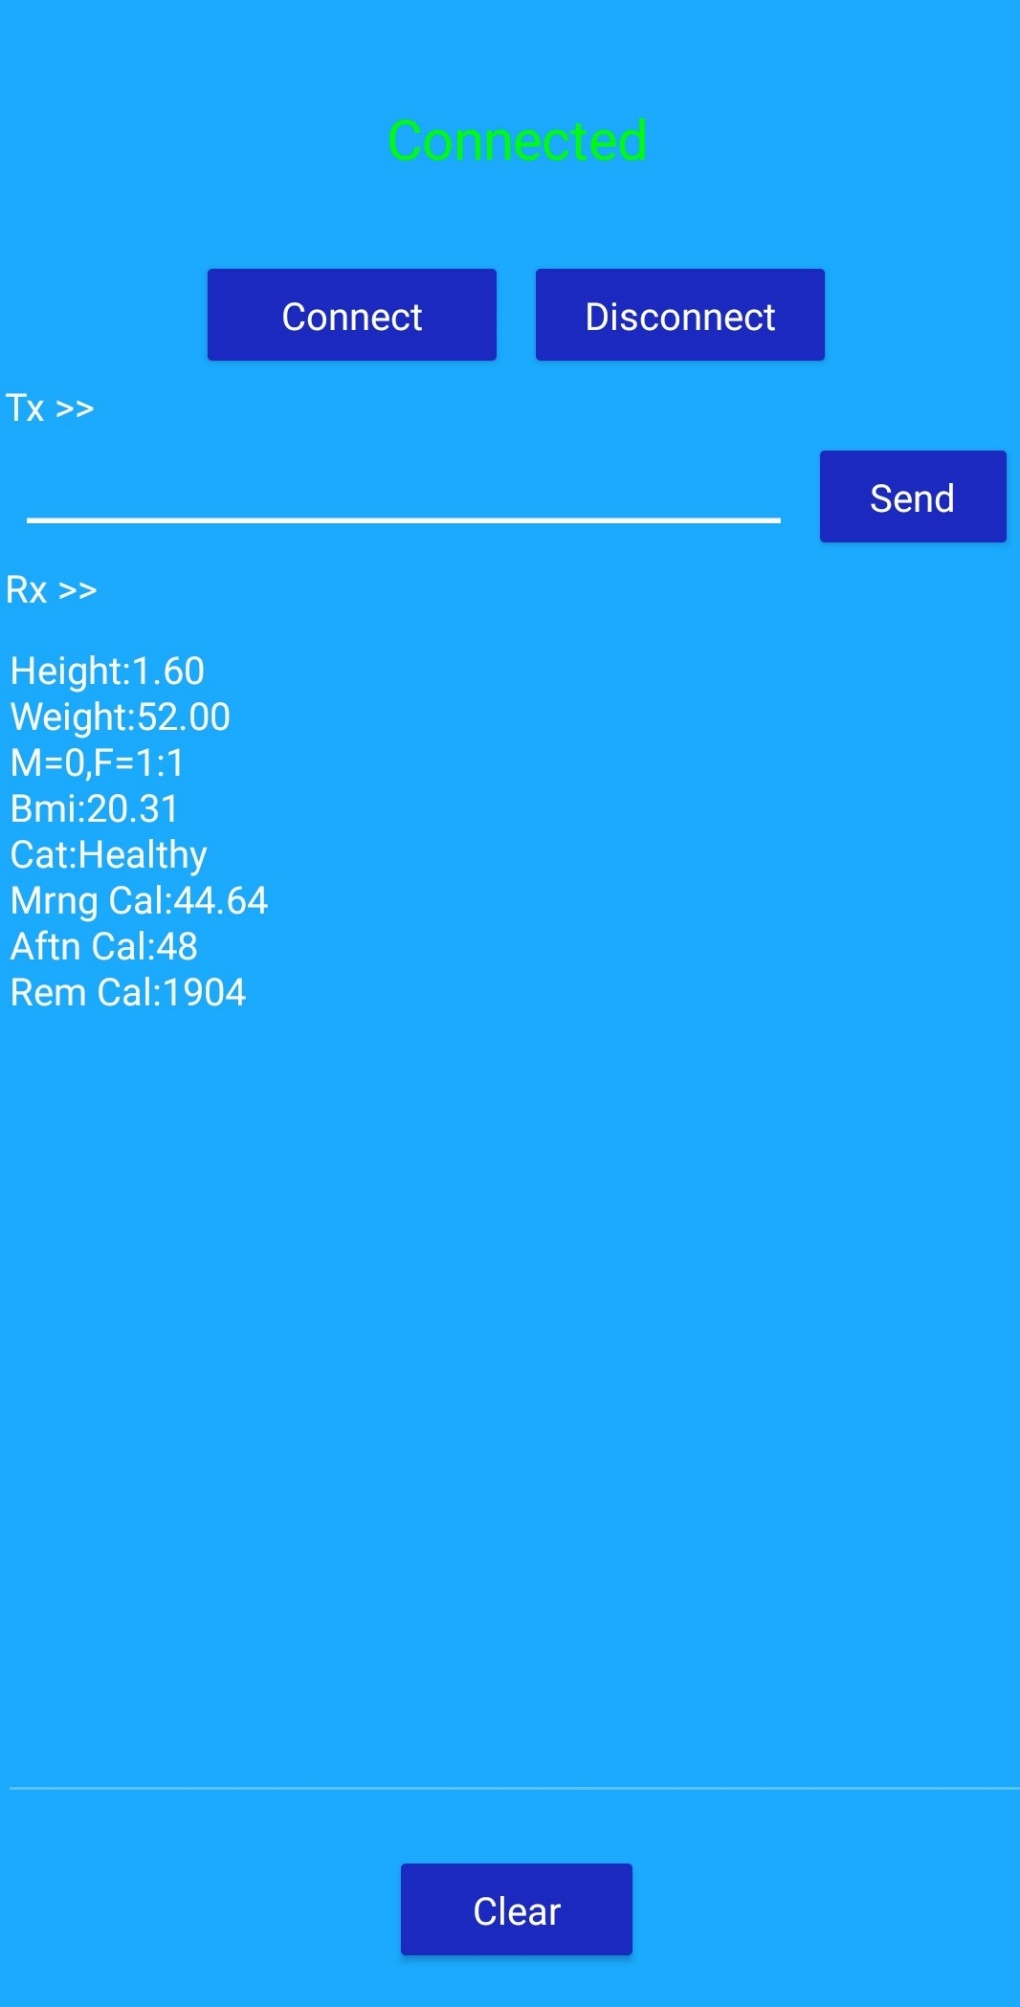 Connected
Connect Disconnect
Tx >>
Send
Rx >>
Height:1.60
Weight:52.00
M=0,F=1:1
Bmi:20.31
Cat:Healthy
Mrng Cal:44.64
Aftn Cal:48
Rem Cal:1904
Clear